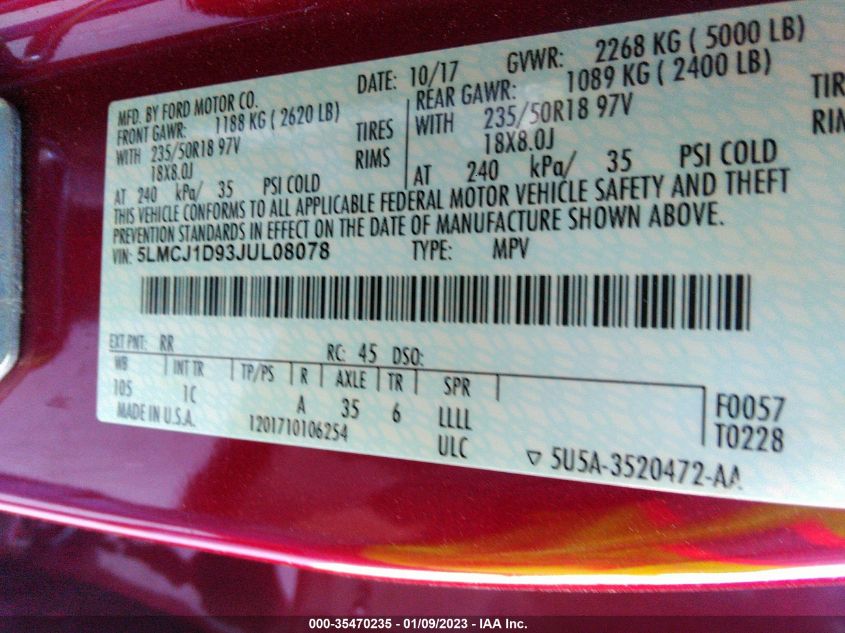 MFD. BY FORD MOTOR CO.
DATE: 10/17 GVWR: 2268 KG ( 5000 LB)
FRONT GAWR: 1188 KG ( 2620 LB)
REAR GAWR: 1089 KG ( 2400 LB)
WITH 235/50R18 97V TIRES
WITH 235/50R18 97V TIRE
18X8.0J RIMS
18X8.0J RIM
AT 240 kPa/ 35 PSI COLD
AT 240 kPa/ 35 PSI COLD
THIS VEHICLE CONFORMS TO ALL APPLICABLE FEDERAL MOTOR VEHICLE SAFETY AND THEFT
PREVENTION STANDARDS IN EFFECT ON THE DATE OF MANUFACTURE SHOWN ABOVE.
VIN: 5LMCJ1D93JUL08078 TYPE: MPV
EXT PNT: RR RC: 45 DSO:
WB INT TR TP/PS R AXLE TR SPR
105 1C A 35 6 LLLL F0057
MADE IN U.S.A. 1201710106254 ULC T0228
5U5A-3520472-AA
000-35470235 - 01/09/2023 - IAA Inc.